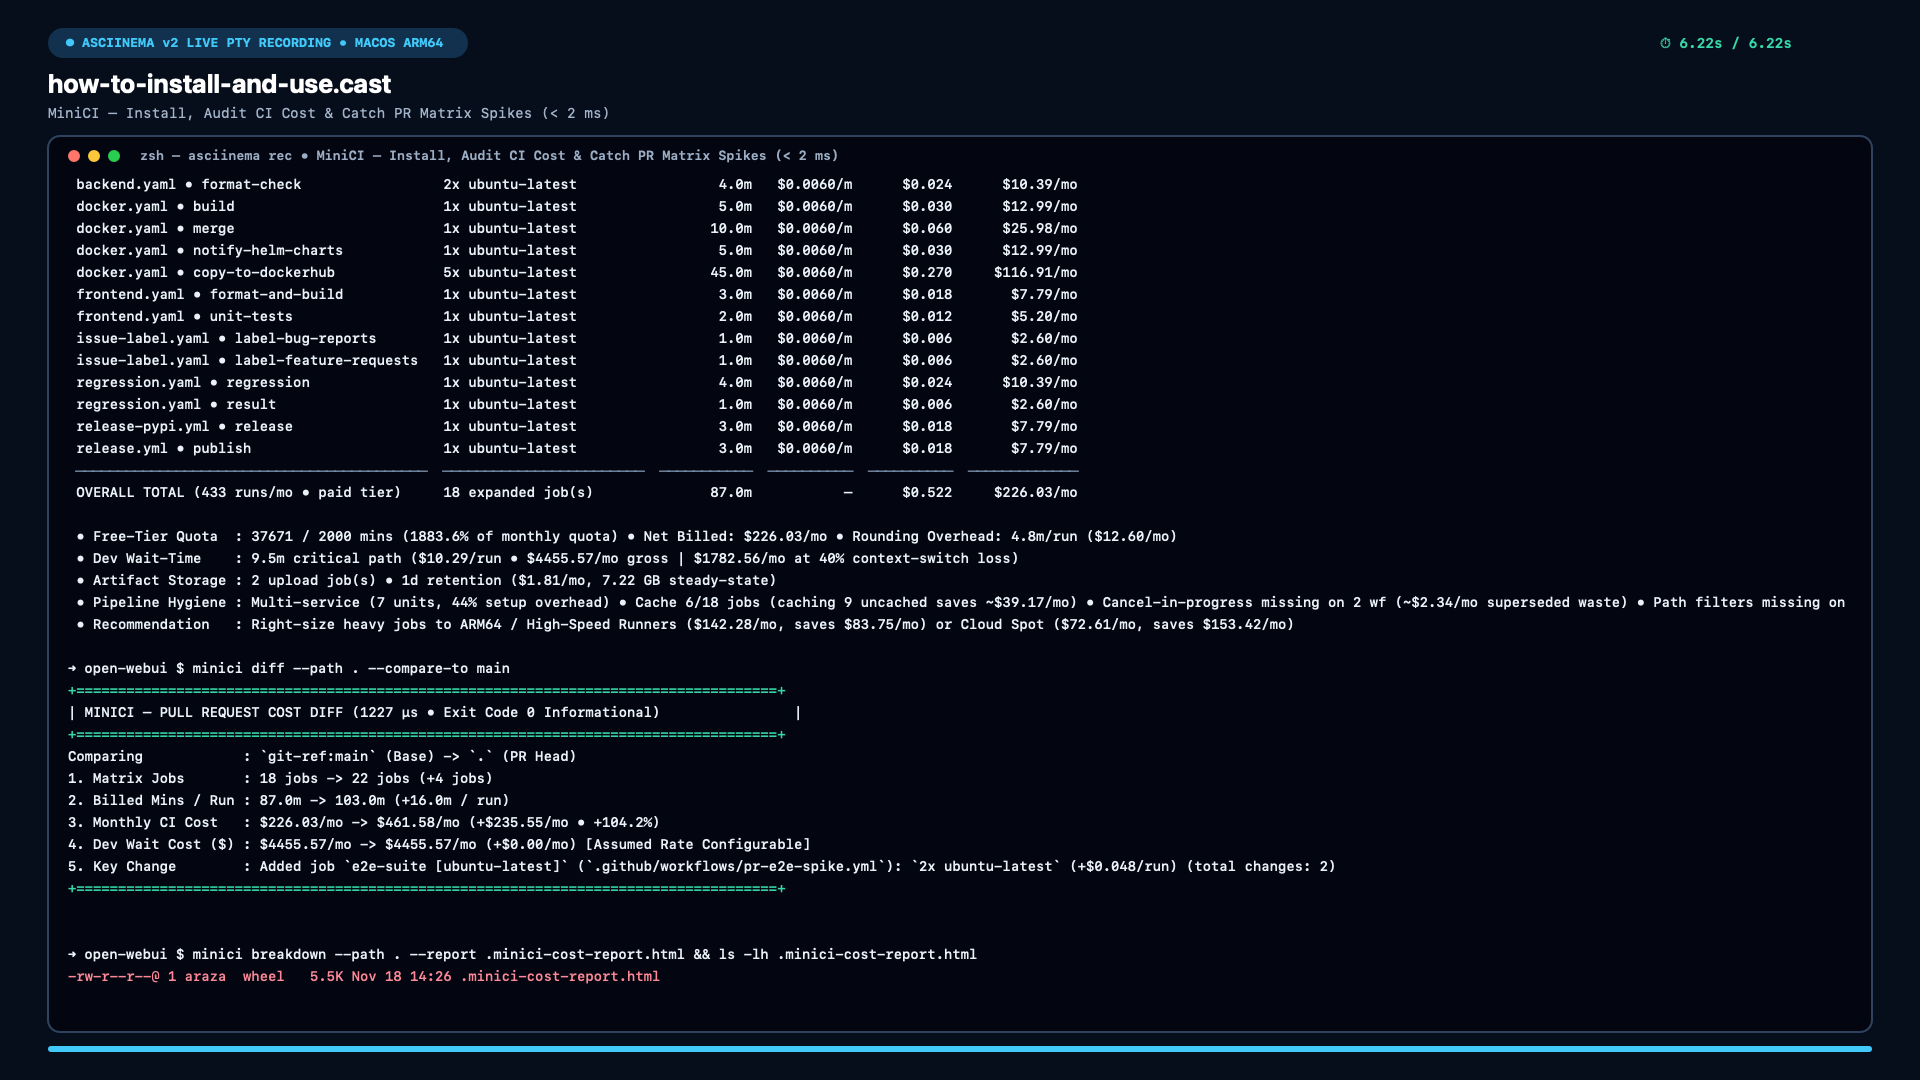 ● ASCIINEMA v2 LIVE PTY RECORDING • MACOS ARM64
⏱ 6.22s / 6.22s
how-to-install-and-use.cast
MiniCI — Install, Audit CI Cost & Catch PR Matrix Spikes (< 2 ms)
zsh — asciinema rec • MiniCI — Install, Audit CI Cost & Catch PR Matrix Spikes (< 2 ms)
backend.yaml • format-check 2x ubuntu-latest 4.0m $0.0060/m $0.024 $10.39/mo
docker.yaml • build 1x ubuntu-latest 5.0m $0.0060/m $0.030 $12.99/mo
docker.yaml • merge 1x ubuntu-latest 10.0m $0.0060/m $0.060 $25.98/mo
docker.yaml • notify-helm-charts 1x ubuntu-latest 5.0m $0.0060/m $0.030 $12.99/mo
docker.yaml • copy-to-dockerhub 5x ubuntu-latest 45.0m $0.0060/m $0.270 $116.91/mo
frontend.yaml • format-and-build 1x ubuntu-latest 3.0m $0.0060/m $0.018 $7.79/mo
frontend.yaml • unit-tests 1x ubuntu-latest 2.0m $0.0060/m $0.012 $5.20/mo
issue-label.yaml • label-bug-reports 1x ubuntu-latest 1.0m $0.0060/m $0.006 $2.60/mo
issue-label.yaml • label-feature-requests 1x ubuntu-latest 1.0m $0.0060/m $0.006 $2.60/mo
regression.yaml • regression 1x ubuntu-latest 4.0m $0.0060/m $0.024 $10.39/mo
regression.yaml • result 1x ubuntu-latest 1.0m $0.0060/m $0.006 $2.60/mo
release-pypi.yml • release 1x ubuntu-latest 3.0m $0.0060/m $0.018 $7.79/mo
release.yml • publish 1x ubuntu-latest 3.0m $0.0060/m $0.018 $7.79/mo
OVERALL TOTAL (433 runs/mo • paid tier) 18 expanded job(s) 87.0m — $0.522 $226.03/mo
• Free-Tier Quota : 37671 / 2000 mins (1883.6% of monthly quota) • Net Billed: $226.03/mo • Rounding Overhead: 4.8m/run ($12.60/mo)
• Dev Wait-Time : 9.5m critical path ($10.29/run • $4455.57/mo gross | $1782.56/mo at 40% context-switch loss)
• Artifact Storage : 2 upload job(s) • 1d retention ($1.81/mo, 7.22 GB steady-state)
• Pipeline Hygiene : Multi-service (7 units, 44% setup overhead) • Cache 6/18 jobs (caching 9 uncached saves ~$39.17/mo) • Cancel-in-progress missing on 2 wf (~$2.34/mo superseded waste) • Path filters missing on
• Recommendation : Right-size heavy jobs to ARM64 / High-Speed Runners ($142.28/mo, saves $83.75/mo) or Cloud Spot ($72.61/mo, saves $153.42/mo)
➜ open-webui $ minici diff --path . --compare-to main
+====================================================================================+
| MINICI — PULL REQUEST COST DIFF (1227 µs • Exit Code 0 Informational) |
+====================================================================================+
Comparing : `git-ref:main` (Base) -> `.` (PR Head)
1. Matrix Jobs : 18 jobs -> 22 jobs (+4 jobs)
2. Billed Mins / Run : 87.0m -> 103.0m (+16.0m / run)
3. Monthly CI Cost : $226.03/mo -> $461.58/mo (+$235.55/mo • +104.2%)
4. Dev Wait Cost ($) : $4455.57/mo -> $4455.57/mo (+$0.00/mo) [Assumed Rate Configurable]
5. Key Change : Added job `e2e-suite [ubuntu-latest]` (`.github/workflows/pr-e2e-spike.yml`): `2x ubuntu-latest` (+$0.048/run) (total changes: 2)
+====================================================================================+
➜ open-webui $ minici breakdown --path . --report .minici-cost-report.html && ls -lh .minici-cost-report.html
-rw-r--r--@ 1 araza wheel 5.5K Nov 18 14:26 .minici-cost-report.html